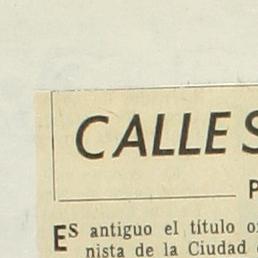 CALLE S
P
ES antiguo el título o
nista de la Ciudad